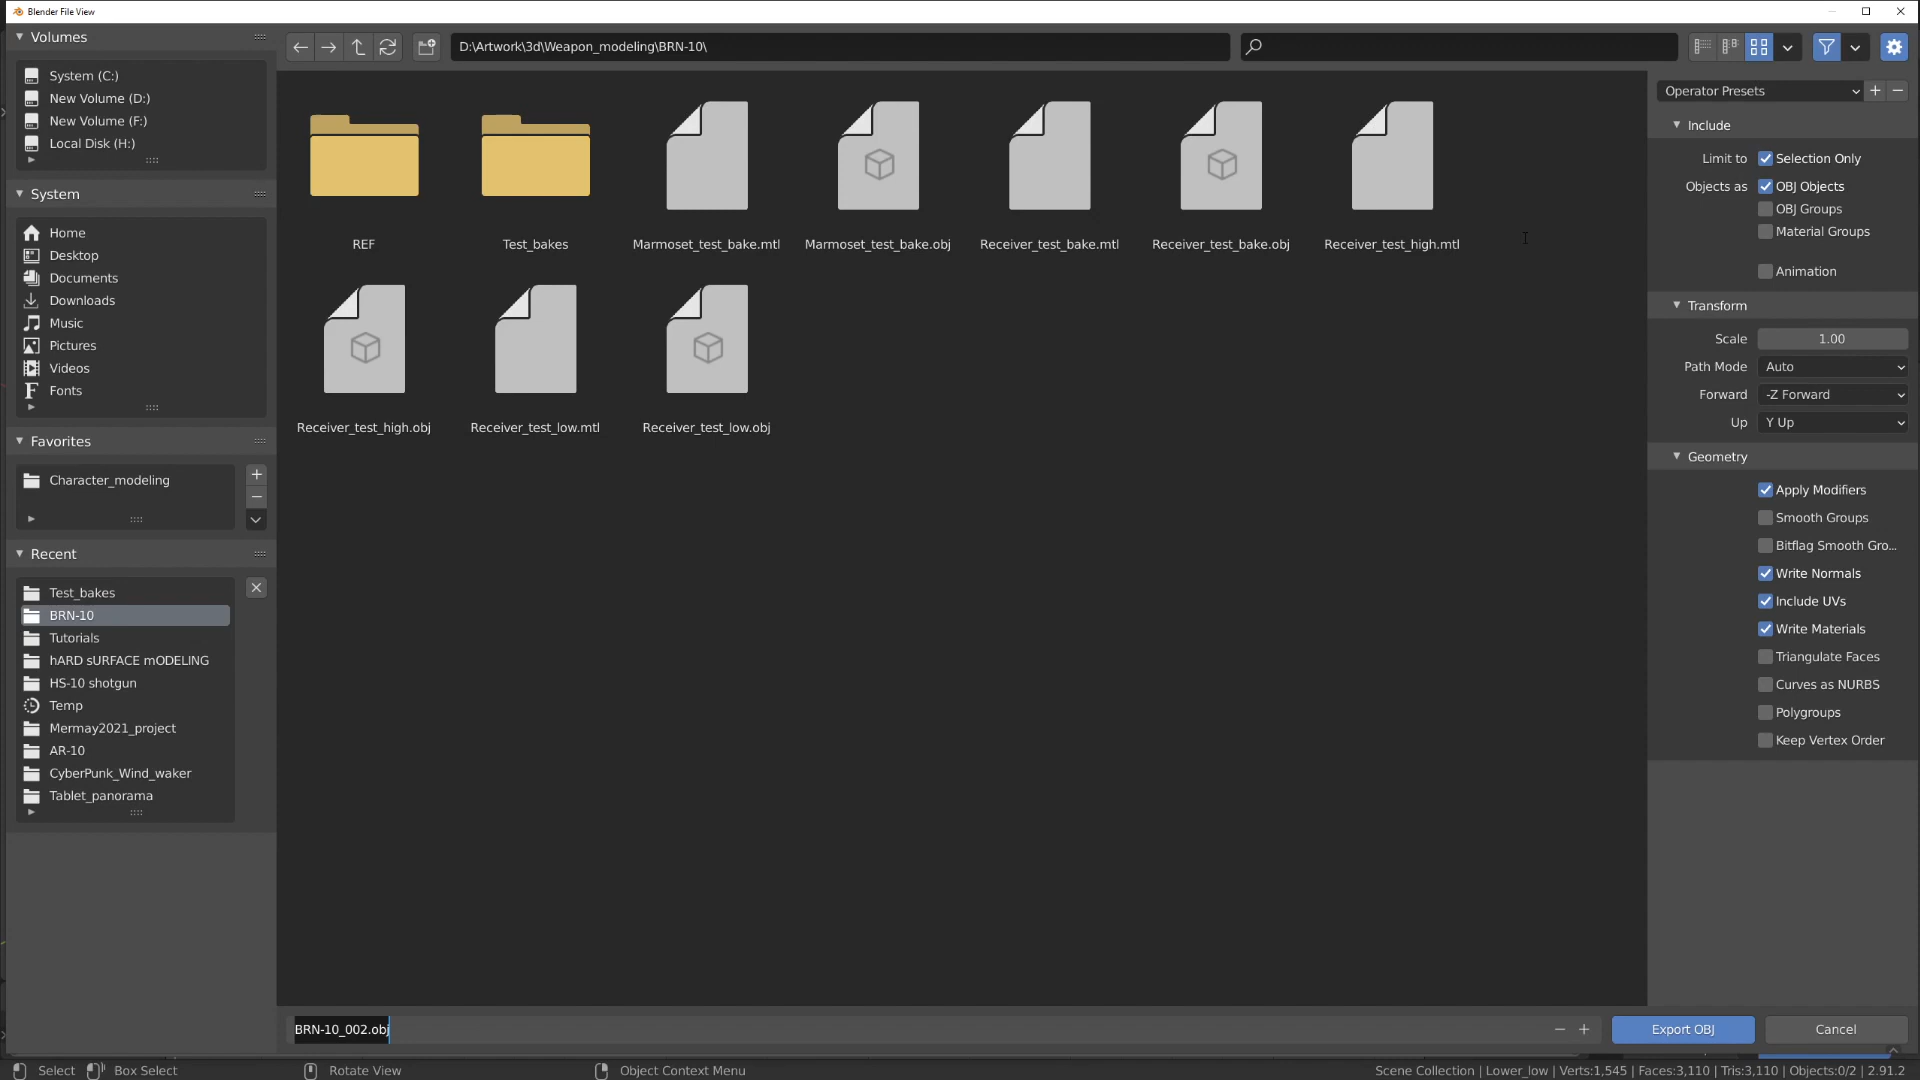 Blender File View
Volumes
System (C:)
New Volume (D:)
New Volume (F:)
Local Disk (H:)
System
Home
Desktop
Documents
Downloads
Music
Pictures
Videos
Fonts
Favorites
Character_modeling
Recent
Test_bakes
BRN-10
Tutorials
hARD sURFACE mODELING
HS-10 shotgun
Temp
Mermay2021_project
AR-10
CyberPunk_Wind_waker
Tablet_panorama
D:\Artwork\3d\Weapon_modeling\BRN-10\
REF
Test_bakes
Marmoset_test_bake.mtl
Marmoset_test_bake.obj
Receiver_test_bake.mtl
Receiver_test_bake.obj
Receiver_test_high.mtl
Receiver_test_high.obj
Receiver_test_low.mtl
Receiver_test_low.obj
Operator Presets
Include
Limit to Selection Only
Objects as OBJ Objects
OBJ Groups
Material Groups
Animation
Transform
Scale 1.00
Path Mode Auto
Forward -Z Forward
Up Y Up
Geometry
Apply Modifiers
Smooth Groups
Bitflag Smooth Gro...
Write Normals
Include UVs
Write Materials
Triangulate Faces
Curves as NURBS
Polygroups
Keep Vertex Order
BRN-10_002.obj
Export OBJ
Cancel
Select
Box Select
Rotate View
Object Context Menu
Scene Collection | Lower_low | Verts:1,545 | Faces:3,110 | Tris:3,110 | Objects:0/2 | 2.91.2